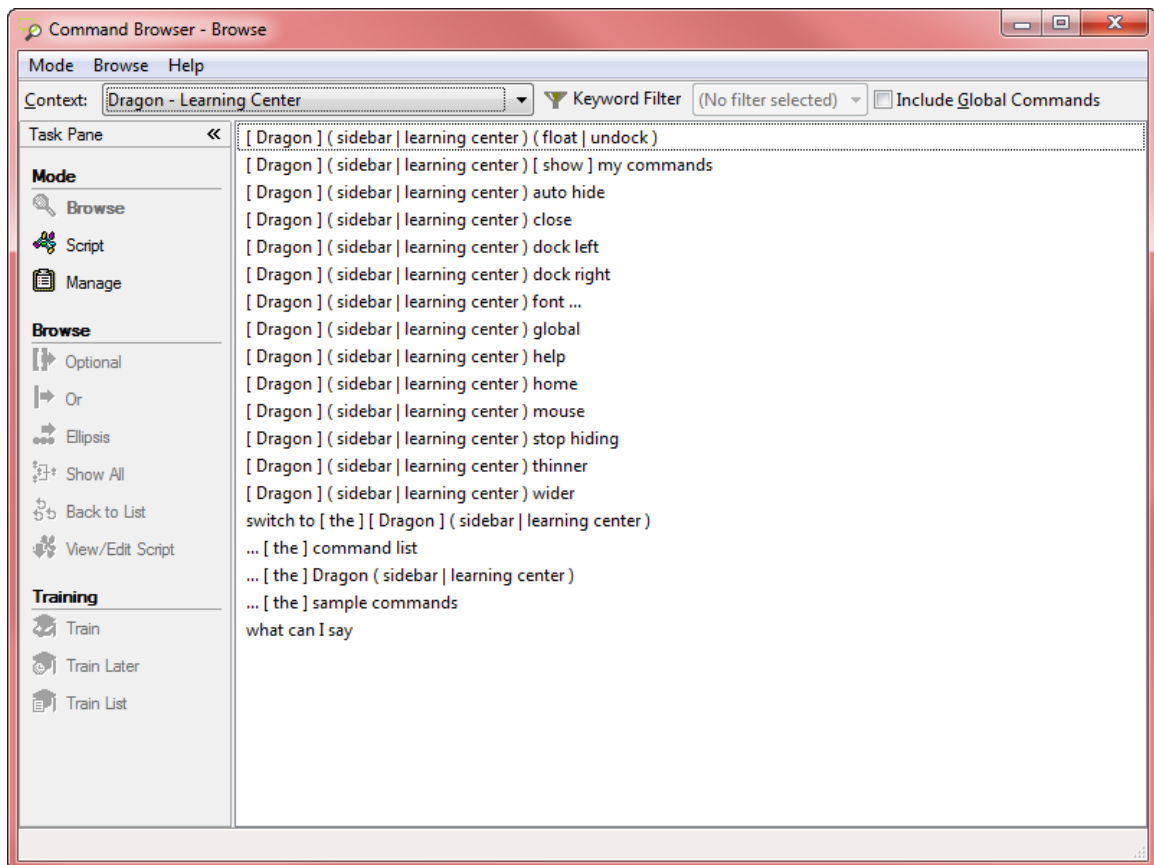 Command Browser - Browse
Mode Browse Help
Context: Dragon - Learning Center Keyword Filter (No filter selected) Include Global Commands
Task Pane «
Mode
Browse
Script
Manage
Browse
Optional
Or
Ellipsis
Show All
Back to List
View/Edit Script
Training
Train
Train Later
Train List
[ Dragon ] ( sidebar | learning center ) ( float | undock )
[ Dragon ] ( sidebar | learning center ) [ show ] my commands
[ Dragon ] ( sidebar | learning center ) auto hide
[ Dragon ] ( sidebar | learning center ) close
[ Dragon ] ( sidebar | learning center ) dock left
[ Dragon ] ( sidebar | learning center ) dock right
[ Dragon ] ( sidebar | learning center ) font ...
[ Dragon ] ( sidebar | learning center ) global
[ Dragon ] ( sidebar | learning center ) help
[ Dragon ] ( sidebar | learning center ) home
[ Dragon ] ( sidebar | learning center ) mouse
[ Dragon ] ( sidebar | learning center ) stop hiding
[ Dragon ] ( sidebar | learning center ) thinner
[ Dragon ] ( sidebar | learning center ) wider
switch to [ the ] [ Dragon ] ( sidebar | learning center )
... [ the ] command list
... [ the ] Dragon ( sidebar | learning center )
... [ the ] sample commands
what can I say